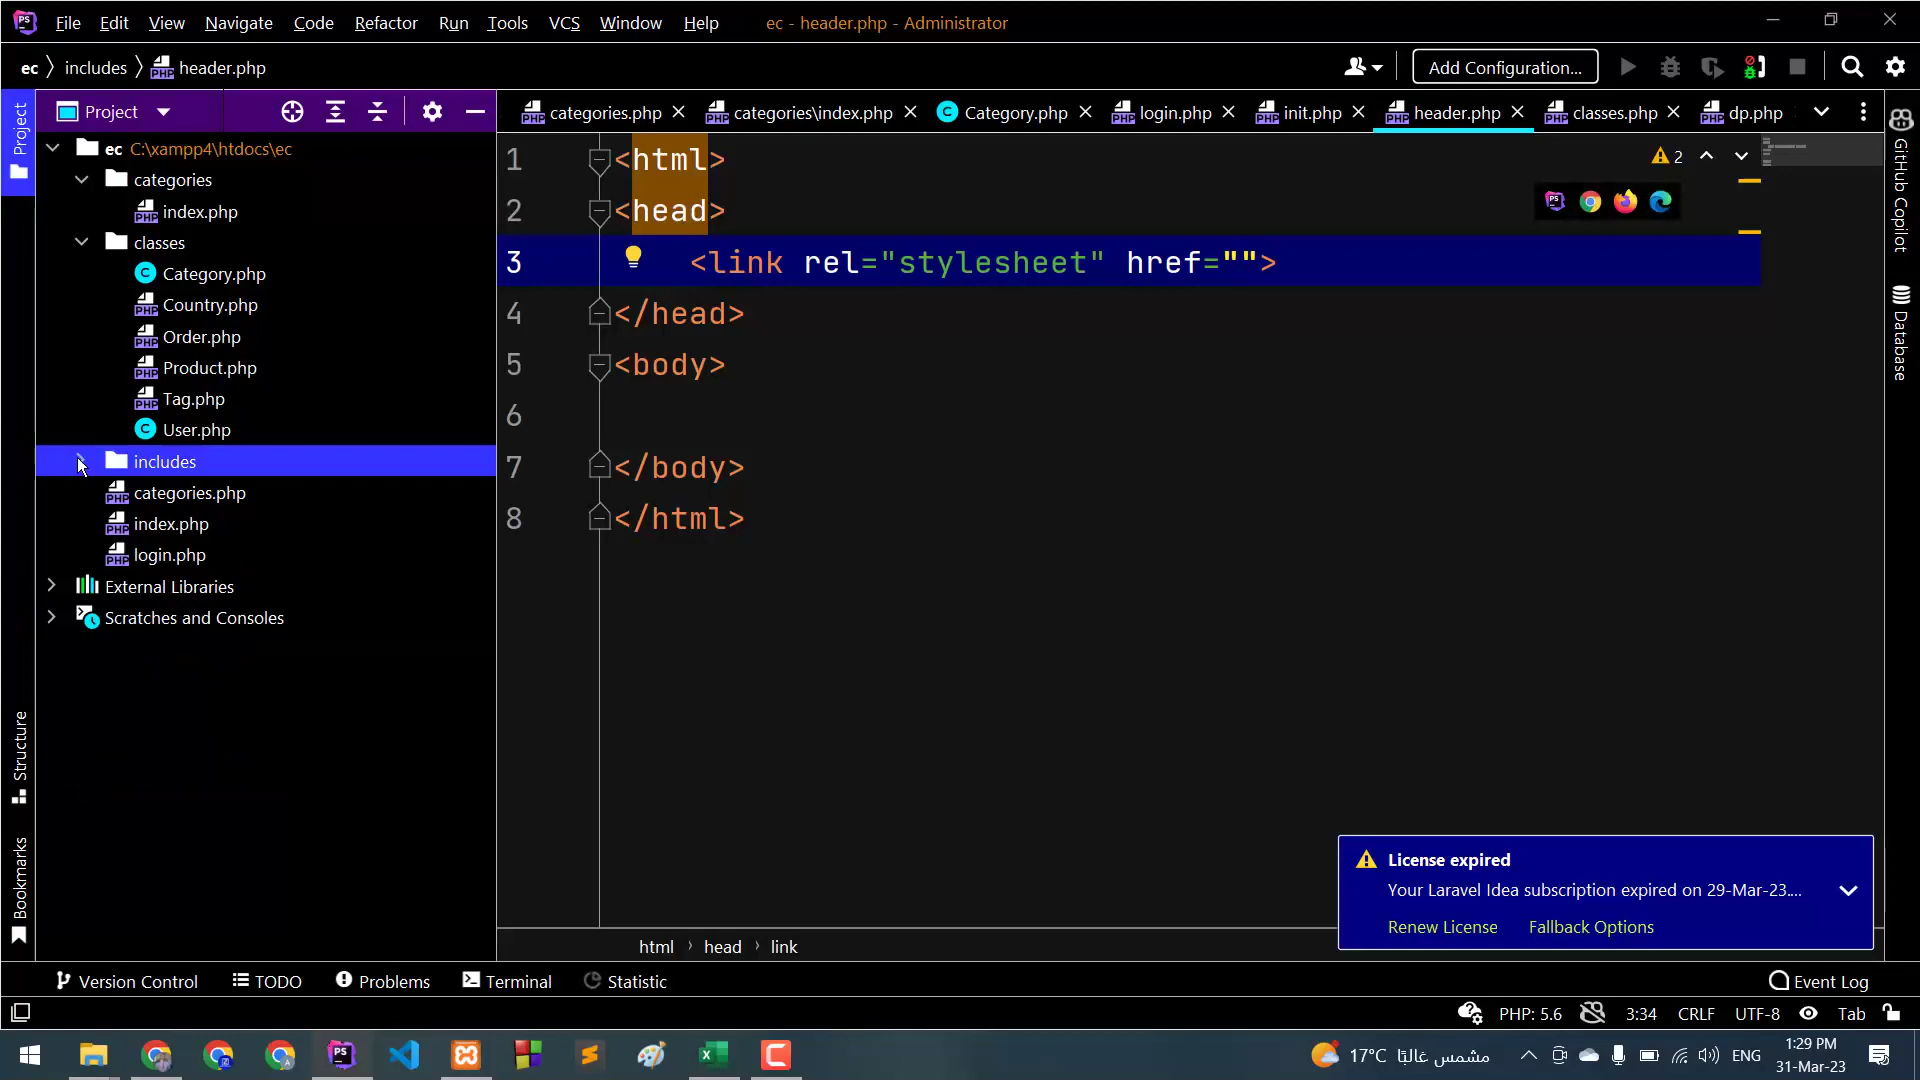 File Edit View Navigate Code Refactor Run Tools VCS Window Help ec - header.php - Administrator
ec includes header.php Add Configuration...
Project
categories.php categories\index.php Category.php login.php init.php header.php classes.php dp.php
Project
ec C:\xampp4\htdocs\ec
categories
index.php
classes
Category.php
Country.php
Order.php
Product.php
Tag.php
User.php
includes
categories.php
index.php
login.php
External Libraries
Scratches and Consoles
Structure
Bookmarks
1 <html>
2 <head>
3 <link rel="stylesheet" href="">
4 </head>
5 <body>
6
7 </body>
8 </html>
2
GitHub Copilot
Database
License expired
Your Laravel Idea subscription expired on 29-Mar-23....
Renew License Fallback Options
html head link
Version Control TODO Problems Terminal Statistic Event Log
PHP: 5.6 3:34 CRLF UTF-8 Tab
17°C مشمس غالبًا ENG 1:29 PM
31-Mar-23